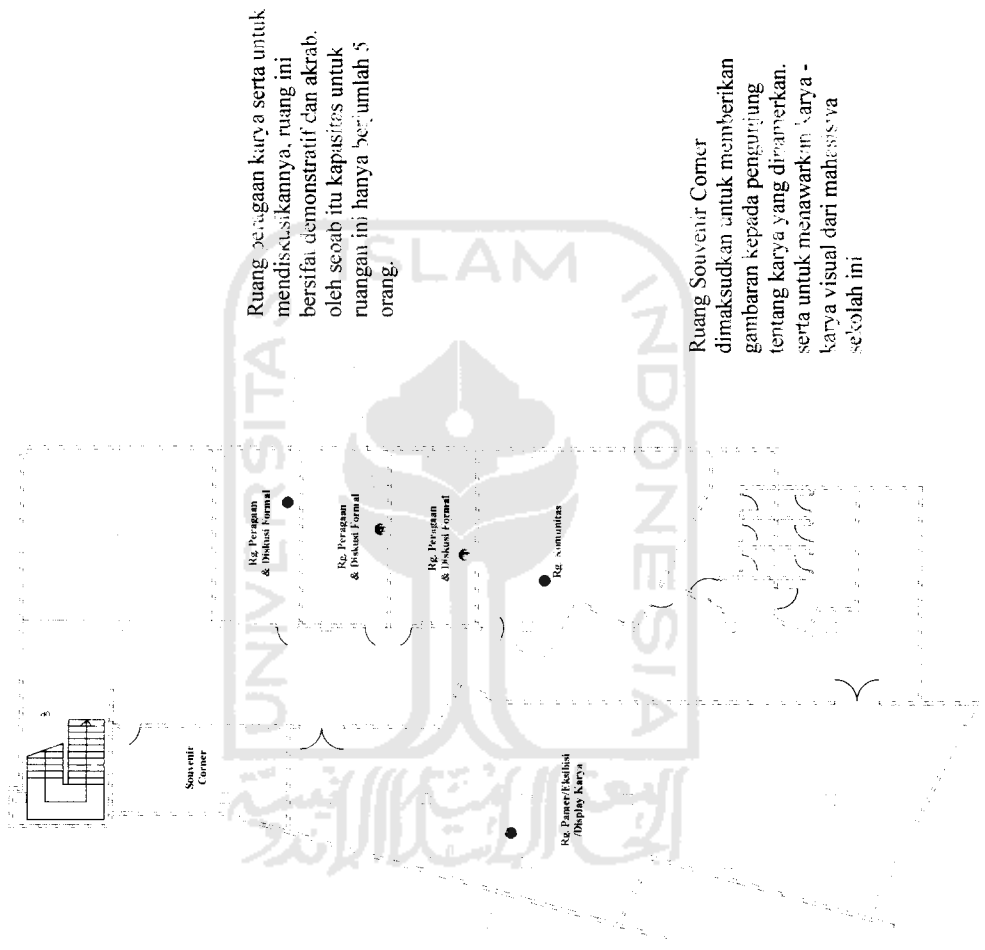 Ruang peragaan karya serta untuk
mendiskusikannya, ruang ini
bersifat demonstratif dan akrab.
oleh sebab itu kapasitas untuk
ruangan ini hanya berjumlah 5
orang.
Ruang Souvenir Corner
dimaksudkan untuk memberikan
gambaran kepada pengunjung
tentang karya yang dipamerkan.
serta untuk menawarkan karya -
karya visual dari mahasiswa
sekolah ini
Rg. Peragaan
& Diskusi Formal
Rg. Peragaan
& Diskusi Formal
Rg. Peragaan
& Diskusi Formal
Rg. Komunitas
Souvenir
Corner
Rg. Pamer/Eksibisi
/Display Karya
UNIVERSITAS ISLAM INDONESIA